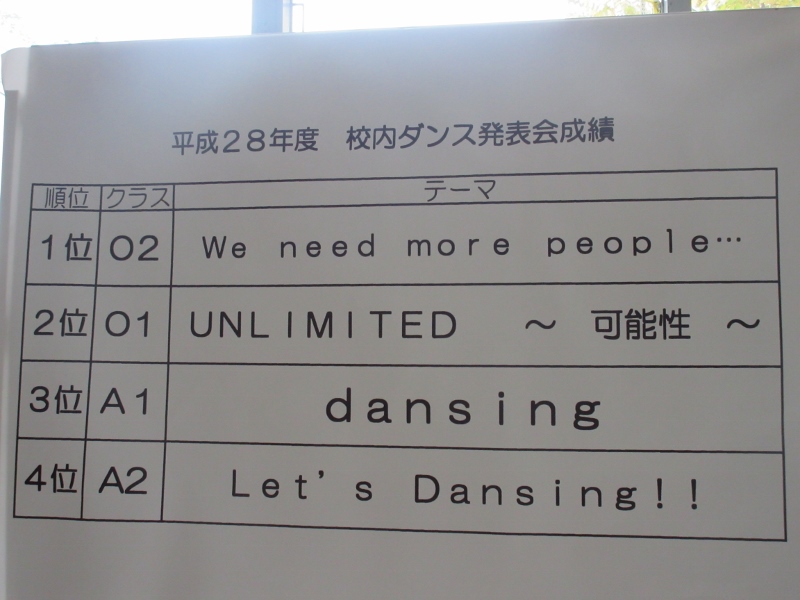 平成２８年度　校内ダンス発表会成績
順位 クラス テーマ
１位 O2 We need more people…
２位 O1 UNLIMITED　～　可能性　～
３位 A1 dansing
４位 A2 Let's Dansing!!